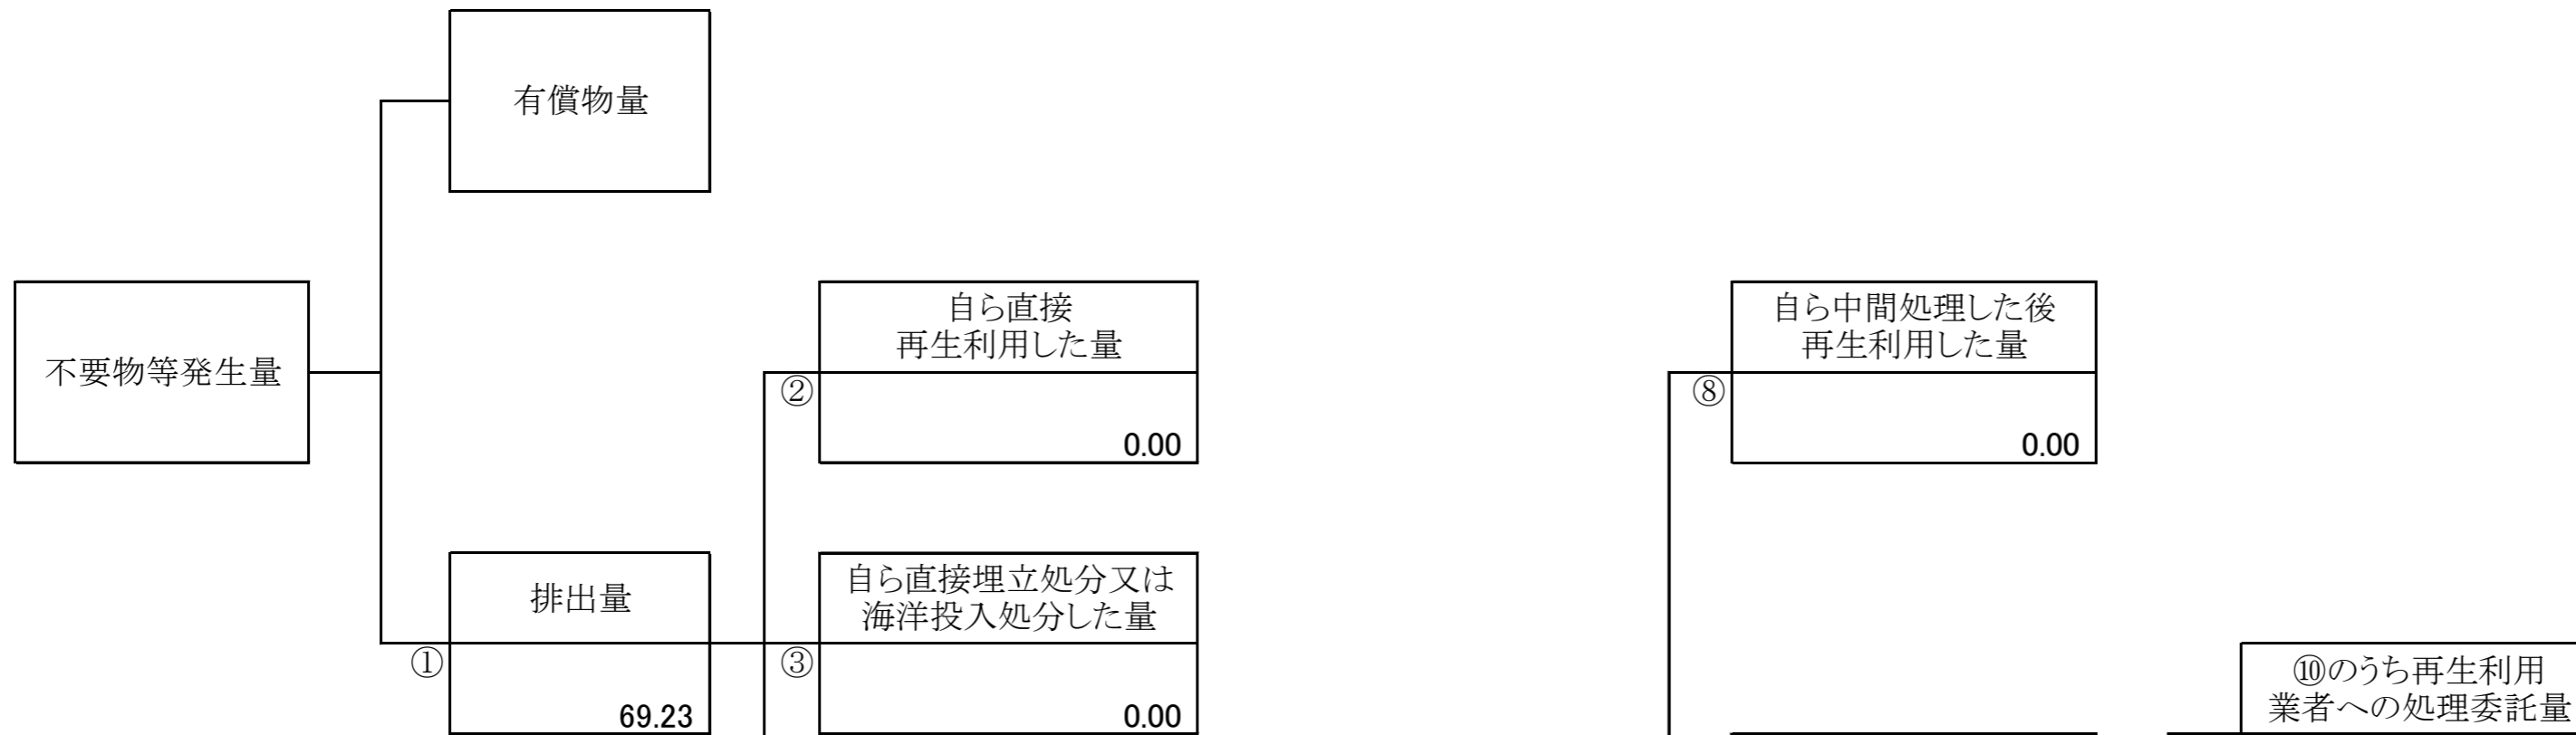 有償物量
不要物等発生量
自ら直接
再生利用した量
②
0.00
自ら中間処理した後
再生利用した量
⑧
0.00
排出量
①
69.23
自ら直接埋立処分又は
海洋投入処分した量
③
0.00
⑩のうち再生利用
業者への処理委託量